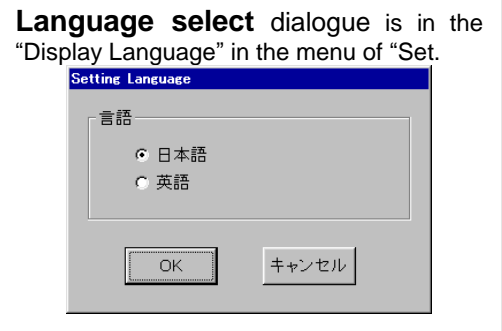 Language select dialogue is in the
“Display Language” in the menu of “Set.
Setting Language
言語
日本語
英語
OK
キャンセル